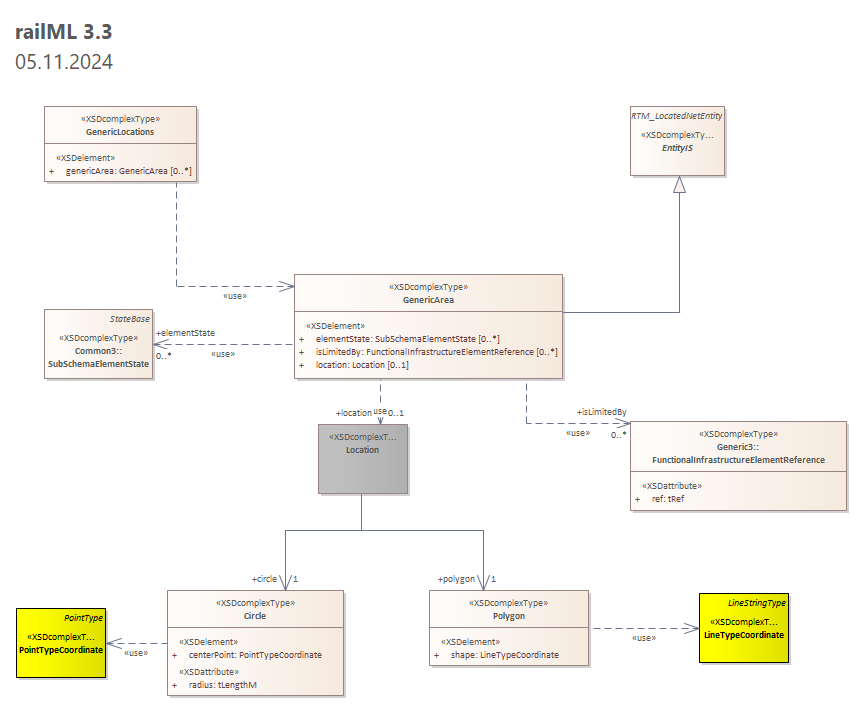 railML 3.3
05.11.2024
«XSDcomplexType»
GenericLocations
«XSDelement»
+ genericArea: GenericArea [0..*]
RTM_LocatedNetEntity
«XSDcomplexTy...
EntityIS
«use»
«XSDcomplexType»
GenericArea
«XSDelement»
+ elementState: SubSchemaElementState [0..*]
+ isLimitedBy: FunctionalInfrastructureElementReference [0..*]
+ location: Location [0..1]
StateBase
«XSDcomplexType»
Common3::
SubSchemaElementState
+elementState
0..*
«use»
+location
use
0..1
+isLimitedBy
«use»
0..*
«XSDcomplexT...
Location
«XSDcomplexType»
Generic3::
FunctionalInfrastructureElementReference
«XSDattribute»
+ ref: tRef
+circle
1
+polygon
1
PointType
«XSDcomplexT...
PointTypeCoordinate
«use»
«XSDcomplexType»
Circle
«XSDelement»
+ centerPoint: PointTypeCoordinate
«XSDattribute»
+ radius: tLengthM
«XSDcomplexType»
Polygon
«XSDelement»
+ shape: LineTypeCoordinate
«use»
LineStringType
«XSDcomplexT...
LineTypeCoordinate